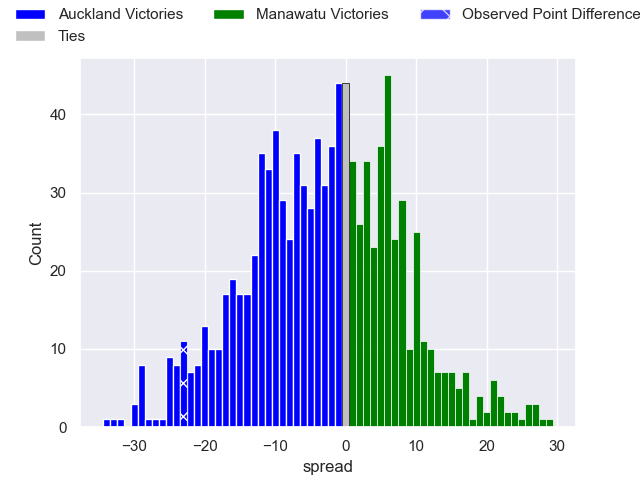 Auckland Victories Manawatu Victories Observed Point Difference
Ties
Count
40
30
20
10
0
−30 −20 −10 0 10 20 30
spread